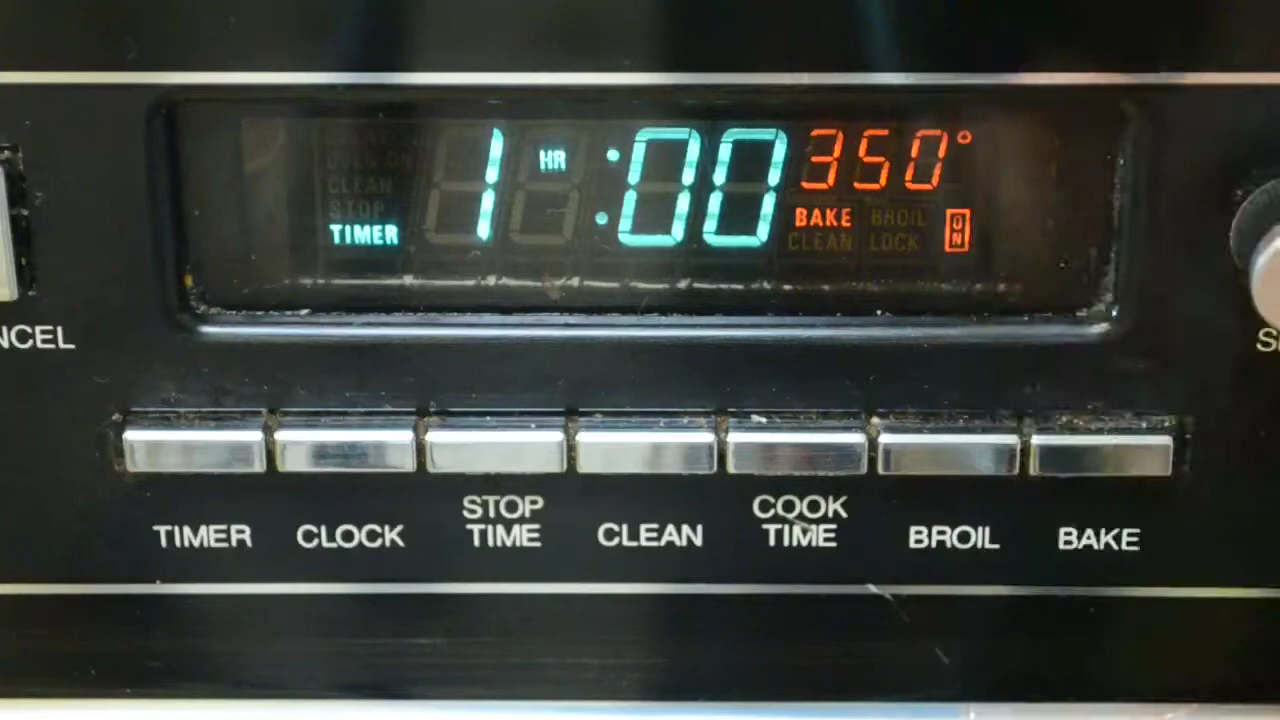 1 HR :00 350°
OVEN ON
CLEAN
STOP
TIMER
BAKE BROIL
CLEAN LOCK
ON
NCEL
TIMER
CLOCK
STOP
TIME
CLEAN
COOK
TIME
BROIL
BAKE